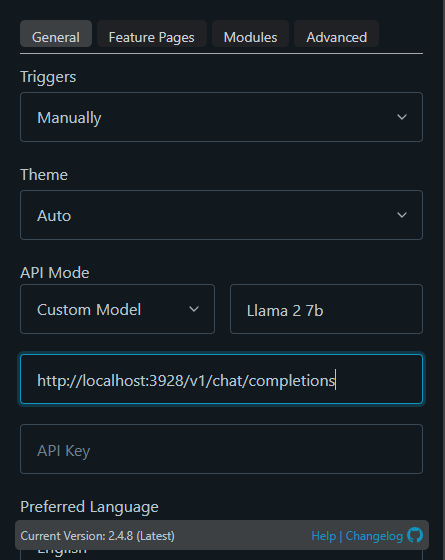 General Feature Pages Modules Advanced
Triggers
Manually
Theme
Auto
API Mode
Custom Model Llama 2 7b
http://localhost:3928/v1/chat/completions
API Key
Preferred Language
English
Current Version: 2.4.8 (Latest) Help | Changelog